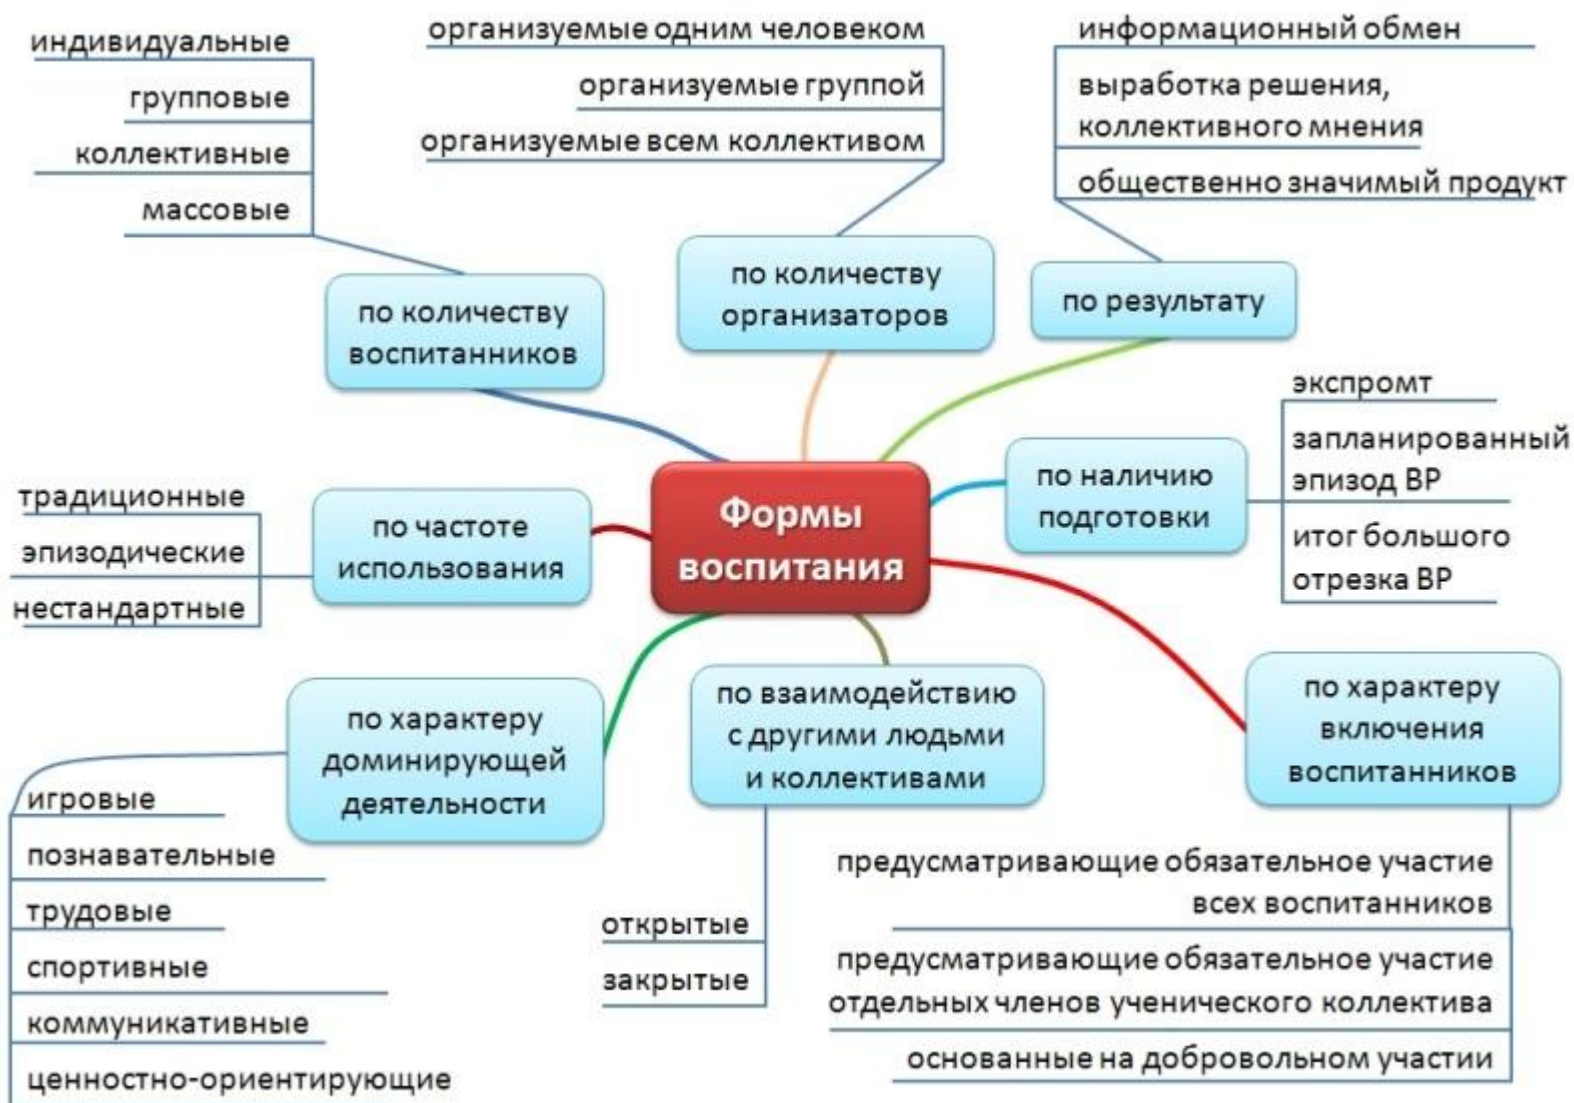 индивидуальные
групповые
коллективные
массовые
по количеству
воспитанников
организуемые одним человеком
организуемые группой
организуемые всем коллективом
по количеству
организаторов
информационный обмен
выработка решения,
коллективного мнения
общественно значимый продукт
по результату
экспромт
запланированный
эпизод ВР
итог большого
отрезка ВР
по наличию
подготовки
Формы
воспитания
традиционные
эпизодические
нестандартные
по частоте
использования
по характеру
доминирующей
деятельности
игровые
познавательные
трудовые
спортивные
коммуникативные
ценностно-ориентирующие
по взаимодействию
с другими людьми
и коллективами
открытые
закрытые
по характеру
включения
воспитанников
предусматривающие обязательное участие
всех воспитанников
предусматривающие обязательное участие
отдельных членов ученического коллектива
основанные на добровольном участии